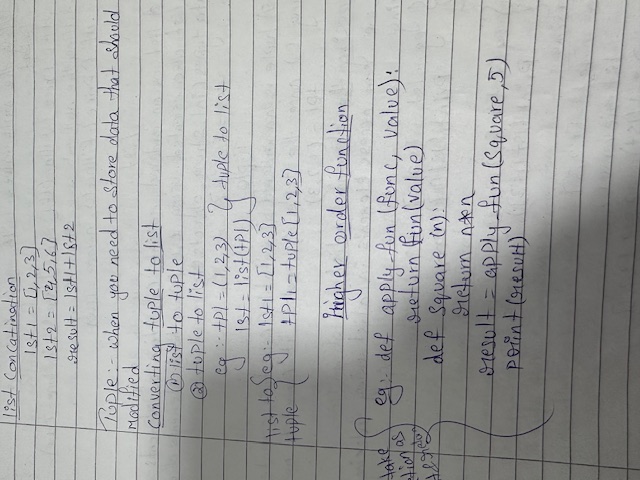 list Concatination
lst1 = [1,2,3]
lst2 = [4,5,6]
result = lst1+lst2
Tuple:- when you need to store data that should
modified
Converting tuple to list
① list to tuple
② tuple to list
eg :- tpl = (1,2,3) } tuple to list
lst = list(tpl)
list to { eg:- lst1 = [1,2,3]
tuple tpl1 = tuple[1,2,3]
Higher order function
take
eg:- def apply_fun (func, value):
return fun(value)
def square (n):
return n*n
result = apply_fun(square,5)
print(result)